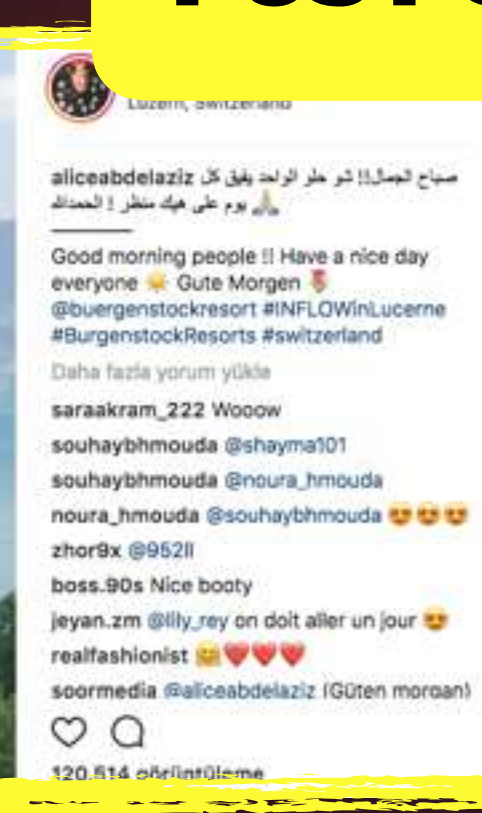 Luzern, Switzerland
aliceabdelaziz صباح الجمال!! شو حلو الواحد يفيق كل
يوم على هيك منظر ! الحمدالله 🙏
Good morning people !! Have a nice day
everyone ☀️ Gute Morgen 🌷
@buergenstockresort #INFLOWinLucerne
#BurgenstockResorts #switzerland
Daha fazla yorum yükle
saraakram_222 Wooow
souhaybhmouda @shayma101
souhaybhmouda @noura_hmouda
noura_hmouda @souhaybhmouda 😍😍😍
zhor9x @952ll
boss.90s Nice booty
jeyan.zm @lily_rey on doit aller un jour 😍
realfashionist 🤗❤️❤️❤️
soormedia @aliceabdelaziz (Güten morgan)
120.514 görüntüleme